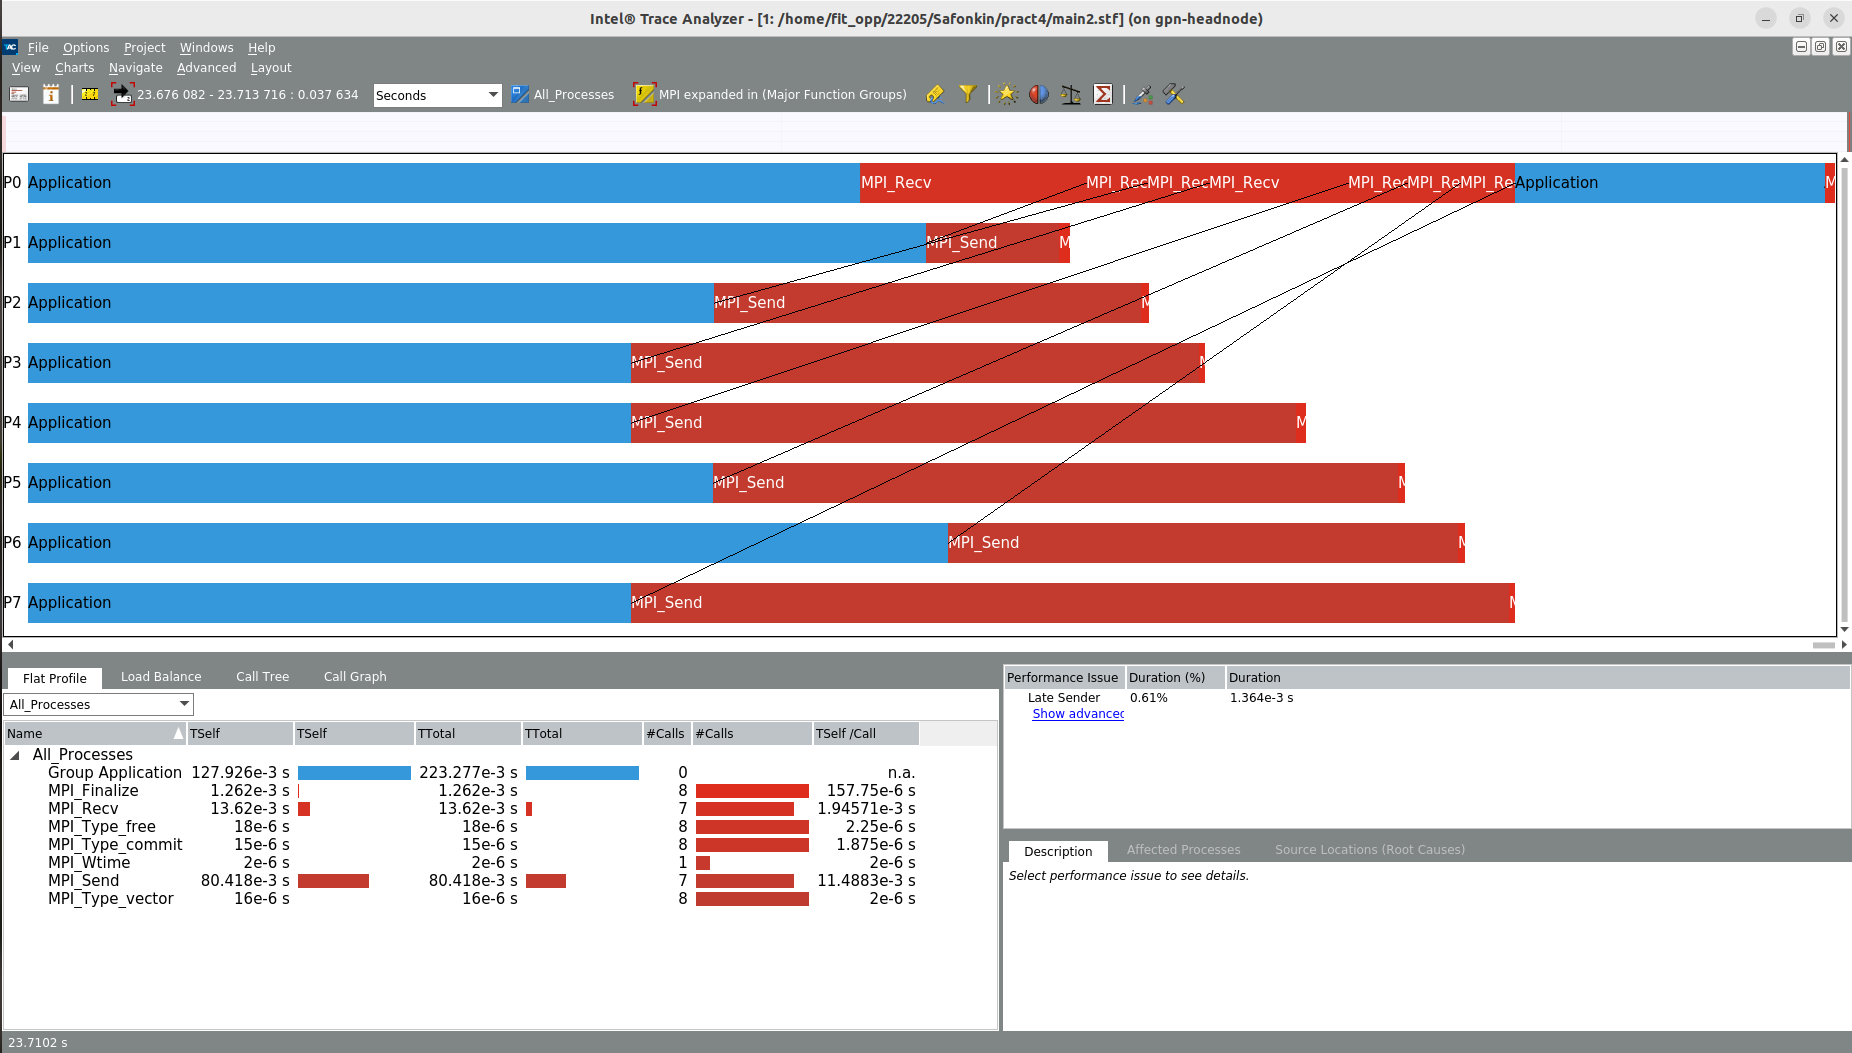 Intel® Trace Analyzer - [1: /home/fit_opp/22205/Safonkin/pract4/main2.stf] (on gpn-headnode)
File Options Project Windows Help
View Charts Navigate Advanced Layout
23.676 082 - 23.713 716 : 0.037 634 Seconds All_Processes MPI expanded in (Major Function Groups)
P0 Application MPI_Recv MPI_Rec MPI_Rec MPI_Recv MPI_Rec MPI_Re MPI_Re Application M
P1 Application MPI_Send M
P2 Application MPI_Send M
P3 Application MPI_Send M
P4 Application MPI_Send M
P5 Application MPI_Send M
P6 Application MPI_Send M
P7 Application MPI_Send M
Flat Profile Load Balance Call Tree Call Graph
All_Processes
Name TSelf TSelf TTotal TTotal #Calls #Calls TSelf /Call
All_Processes
Group Application 127.926e-3 s 223.277e-3 s 0 n.a.
MPI_Finalize 1.262e-3 s 1.262e-3 s 8 157.75e-6 s
MPI_Recv 13.62e-3 s 13.62e-3 s 7 1.94571e-3 s
MPI_Type_free 18e-6 s 18e-6 s 8 2.25e-6 s
MPI_Type_commit 15e-6 s 15e-6 s 8 1.875e-6 s
MPI_Wtime 2e-6 s 2e-6 s 1 2e-6 s
MPI_Send 80.418e-3 s 80.418e-3 s 7 11.4883e-3 s
MPI_Type_vector 16e-6 s 16e-6 s 8 2e-6 s
Performance Issue Duration (%) Duration
Late Sender 0.61% 1.364e-3 s
Show advanced
Description Affected Processes Source Locations (Root Causes)
Select performance issue to see details.
23.7102 s